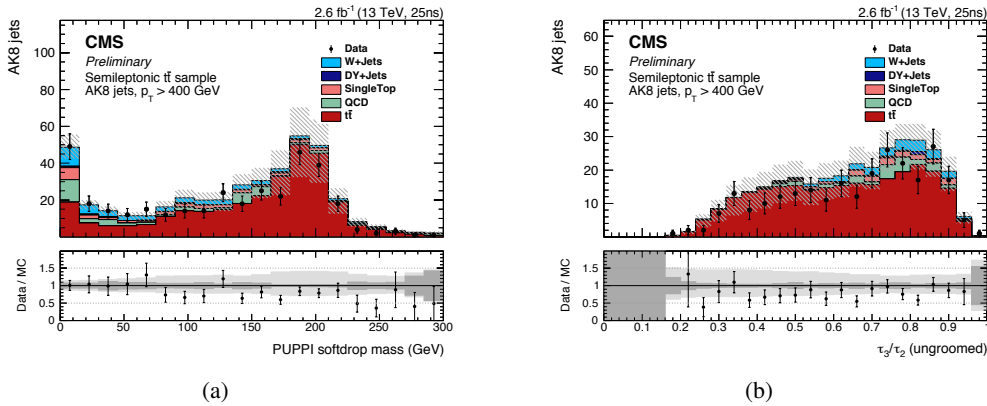 2.6 fb⁻¹ (13 TeV, 25ns)
AK8 jets
100
80
60
40
20
CMS
Preliminary
Semileptonic tt̄ sample
AK8 jets, p_T > 400 GeV
Data
W+Jets
DY+Jets
SingleTop
QCD
tt̄
Data / MC
1.5
1
0.5
0 50 100 150 200 250 300
PUPPI softdrop mass (GeV)
(a)
2.6 fb⁻¹ (13 TeV, 25ns)
AK8 jets
60
50
40
30
20
10
CMS
Preliminary
Semileptonic tt̄ sample
AK8 jets, p_T > 400 GeV
Data
W+Jets
DY+Jets
SingleTop
QCD
tt̄
Data / MC
1.5
1
0.5
0
0 0.1 0.2 0.3 0.4 0.5 0.6 0.7 0.8 0.9 1
τ₃/τ₂ (ungroomed)
(b)